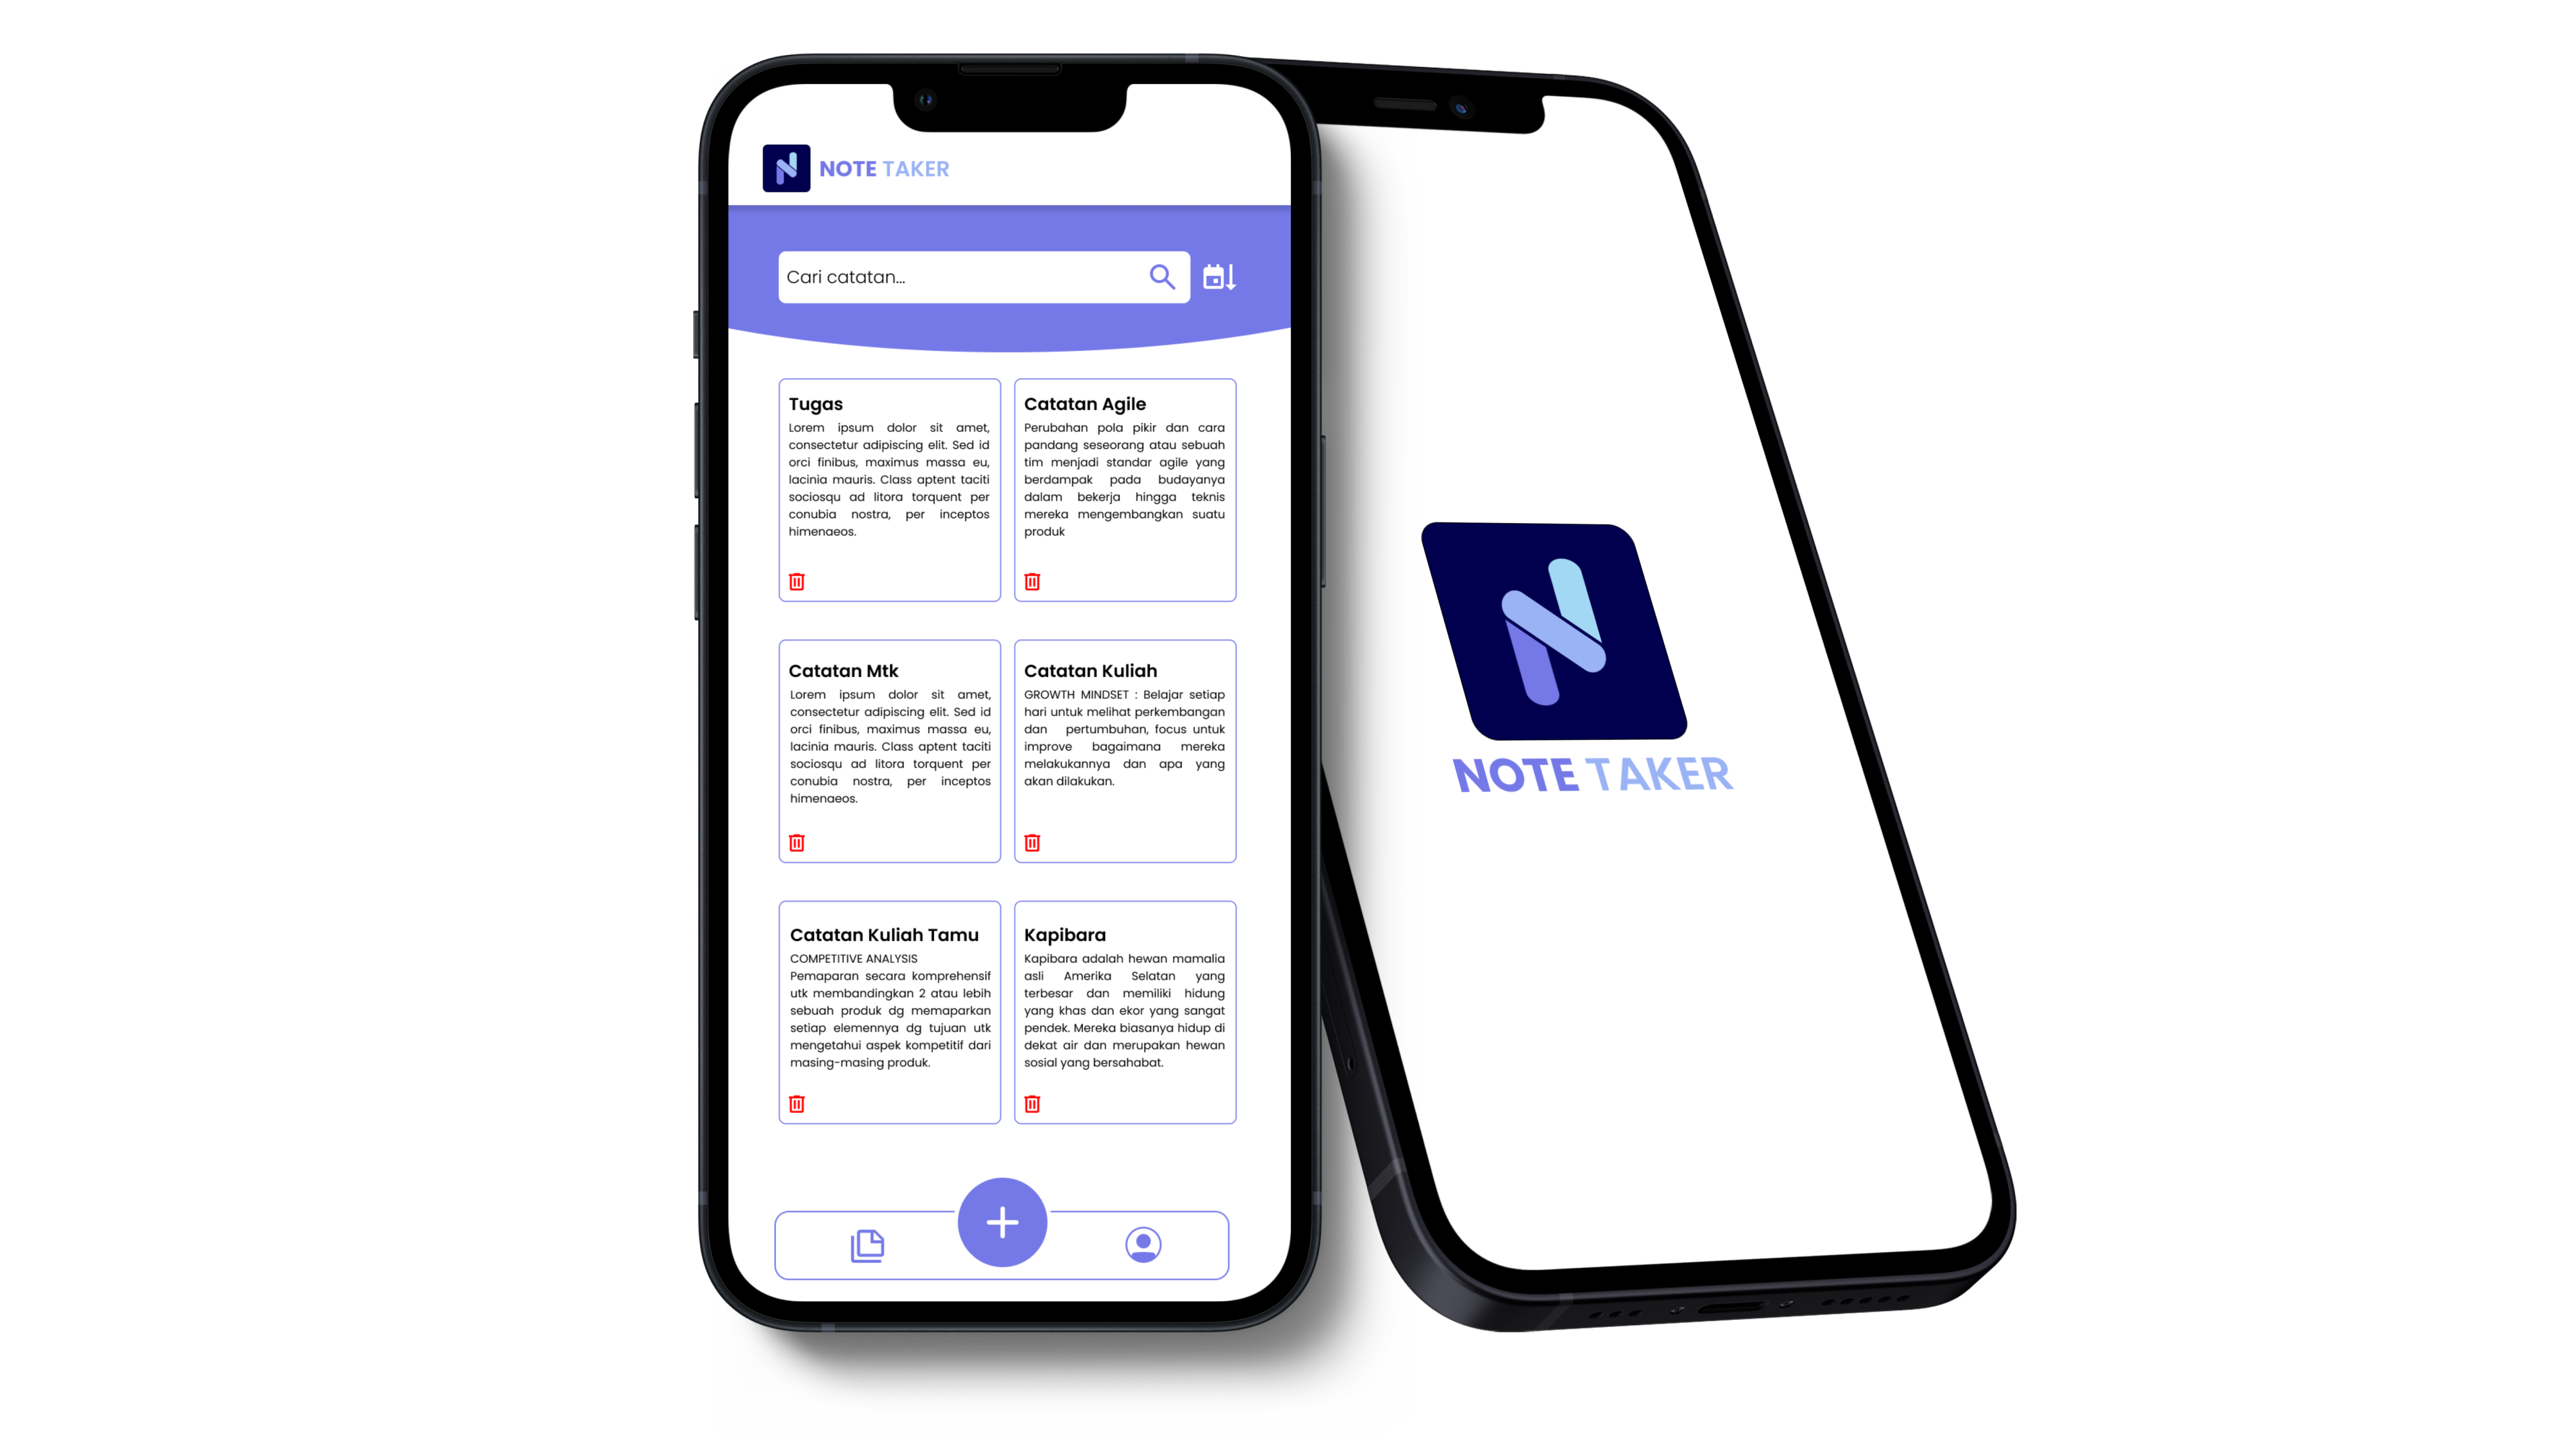 NOTE TAKER
Cari catatan...
Tugas
Lorem ipsum dolor sit amet,
consectetur adipiscing elit. Sed id
orci finibus, maximus massa eu,
lacinia mauris. Class aptent taciti
sociosqu ad litora torquent per
conubia nostra, per inceptos
himenaeos.
Catatan Agile
Perubahan pola pikir dan cara
pandang seseorang atau sebuah
tim menjadi standar agile yang
berdampak pada budayanya
dalam bekerja hingga teknis
mereka mengembangkan suatu
produk
Catatan Mtk
Lorem ipsum dolor sit amet,
consectetur adipiscing elit. Sed id
orci finibus, maximus massa eu,
lacinia mauris. Class aptent taciti
sociosqu ad litora torquent per
conubia nostra, per inceptos
himenaeos.
Catatan Kuliah
GROWTH MINDSET : Belajar setiap
hari untuk melihat perkembangan
dan pertumbuhan, focus untuk
improve bagaimana mereka
melakukannya dan apa yang
akan dilakukan.
Catatan Kuliah Tamu
COMPETITIVE ANALYSIS
Pemaparan secara komprehensif
utk membandingkan 2 atau lebih
sebuah produk dg memaparkan
setiap elemennya dg tujuan utk
mengetahui aspek kompetitif dari
masing-masing produk.
Kapibara
Kapibara adalah hewan mamalia
asli Amerika Selatan yang
terbesar dan memiliki hidung
yang khas dan ekor yang sangat
pendek. Mereka biasanya hidup di
dekat air dan merupakan hewan
sosial yang bersahabat.
NOTE TAKER